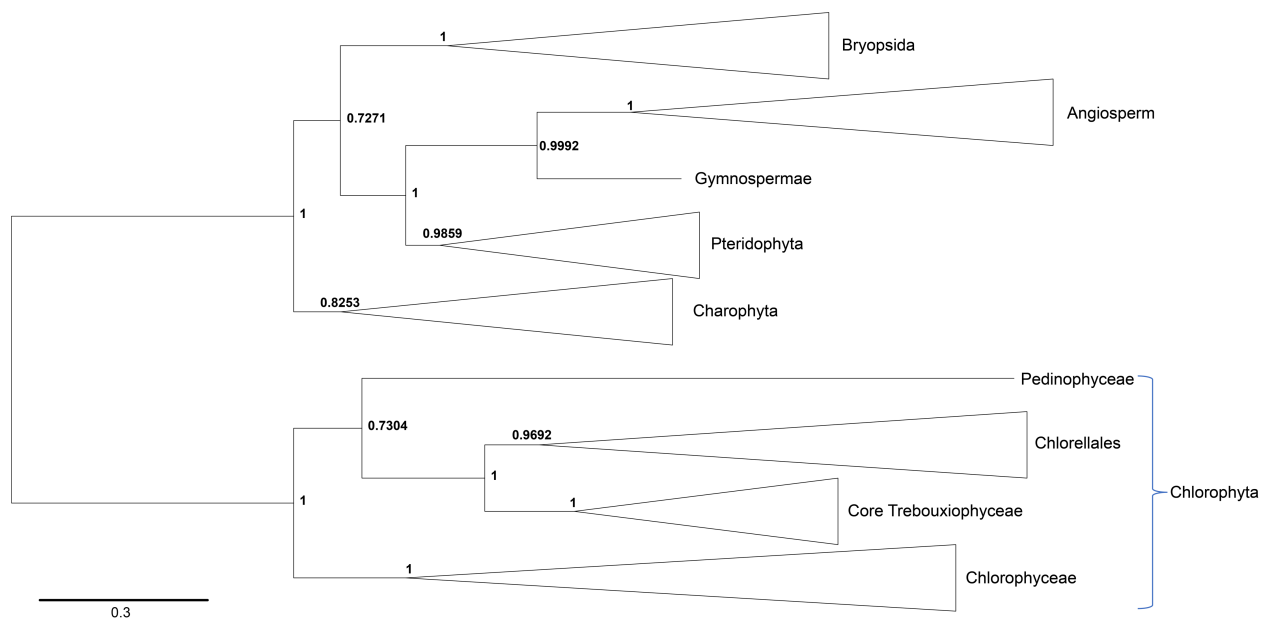 1
Bryopsida
1
Angiosperm
0.7271
0.9992
Gymnospermae
1
1
0.9859
Pteridophyta
0.8253
Charophyta
Pedinophyceae
0.7304
0.9692
Chlorellales
1
1
1
Core Trebouxiophyceae
Chlorophyta
1
Chlorophyceae
0.3